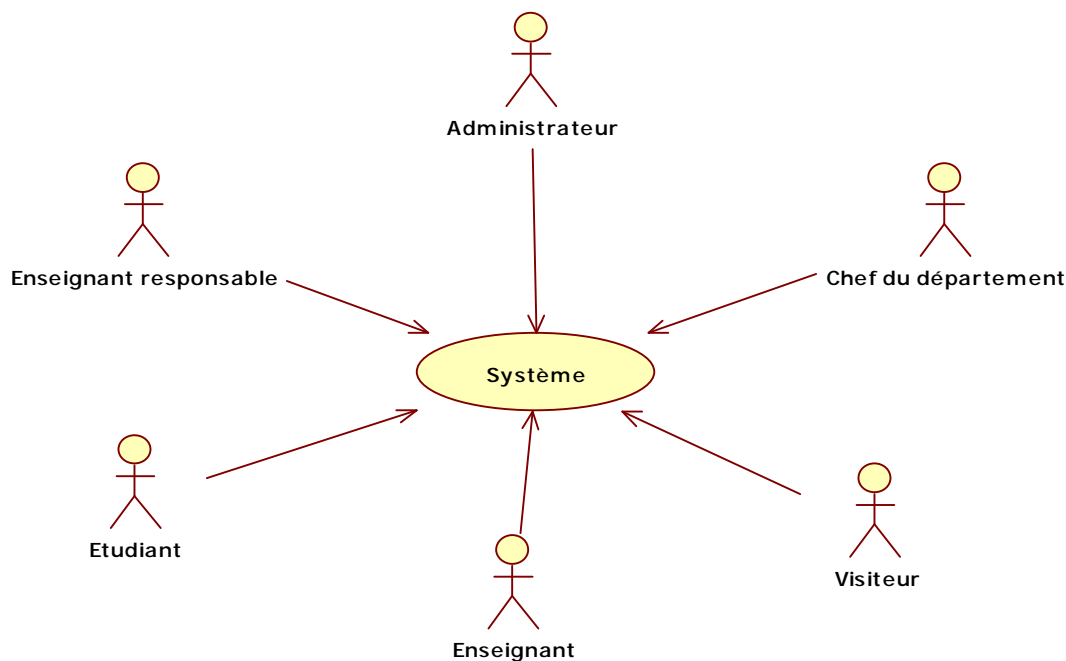 Administrateur
Enseignant responsable
Chef du département
Système
Etudiant
Visiteur
Enseignant